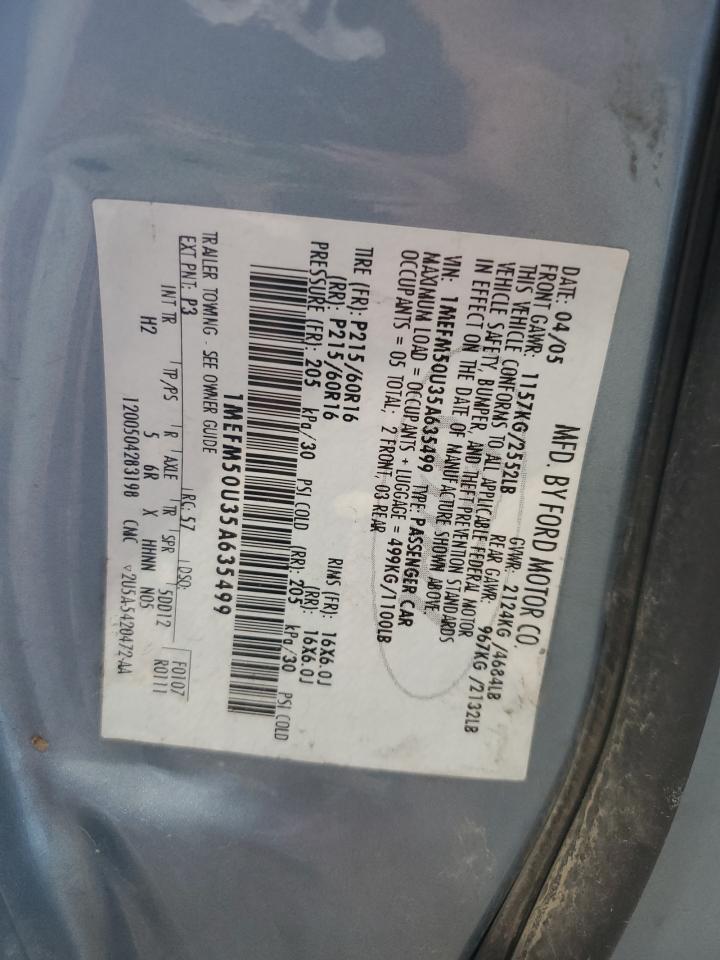 MFD. BY FORD MOTOR CO.
DATE: 04/05 GVWR: 2124KG /4684LB
FRONT GAWR: 1157KG/2552LB REAR GAWR: 967KG /2132LB
THIS VEHICLE CONFORMS TO ALL APPLICABLE FEDERAL MOTOR
VEHICLE SAFETY, BUMPER, AND THEFT PREVENTION STANDARDS
IN EFFECT ON THE DATE OF MANUFACTURE SHOWN ABOVE.
VIN: 1MEFM50U35A635499 TYPE: PASSENGER CAR
MAXIMUM LOAD = OCCUPANTS + LUGGAGE = 499KG/1100LB
OCCUPANTS = 05 TOTAL; 2 FRONT, 03 REAR
TIRE (FR): P215/60R16 RIMS (FR): 16X6.0J
(RR): P215/60R16 (RR): 16X6.0J
PRESSURE (FR): 205 kPa/30 PSI COLD (RR): 205 kPa/30 PSI COLD
1MEFM50U35A635499
TRAILER TOWING - SEE OWNER GUIDE
EXT PNT: P3 RC: 57 DSO: F0107
R0111
INT TR TP/PS R AXLE TR SPR 50D12
H2 5 6R X HHNN N05
1200504283198 CMC 2U5A-5420472-AA